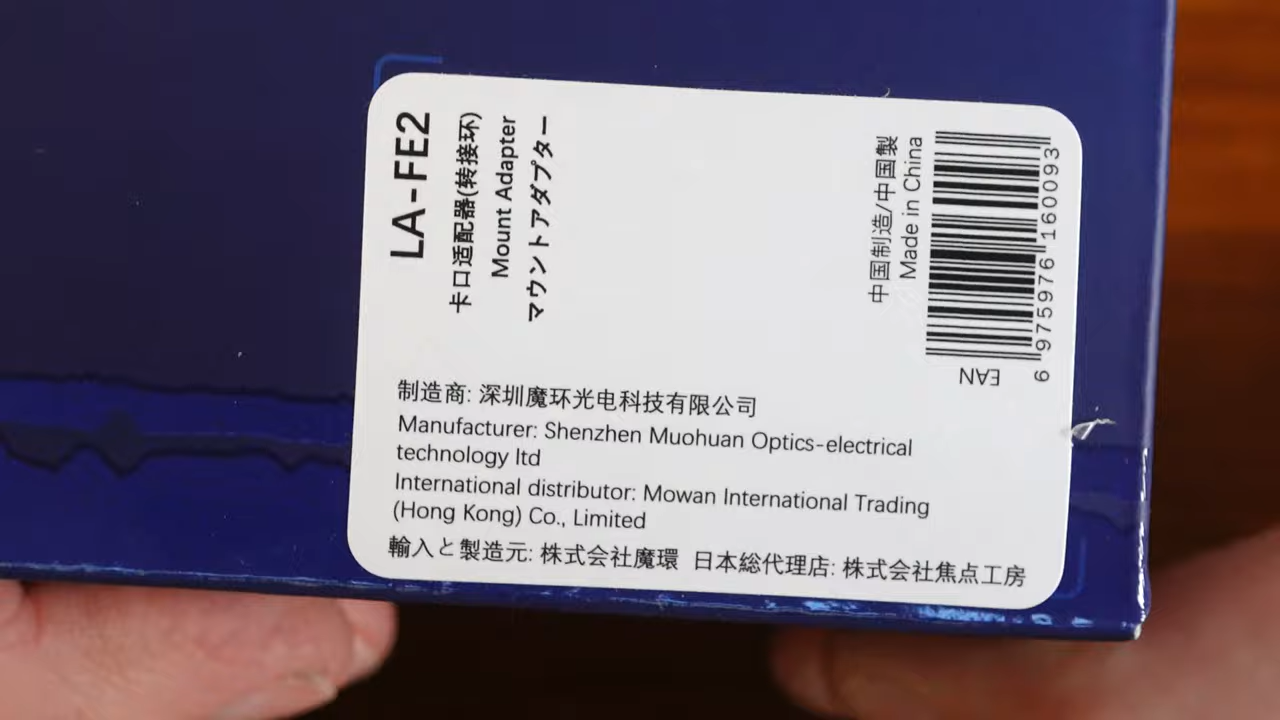 LA-FE2
卡口适配器(转接环)
Mount Adapter
マウントアダプター
中国制造/中国製
Made in China
6 975976 160093
EAN
制造商: 深圳魔环光电科技有限公司
Manufacturer: Shenzhen Muohuan Optics-electrical
technology ltd
International distributor: Mowan International Trading
(Hong Kong) Co., Limited
輸入と製造元: 株式会社魔環 日本総代理店: 株式会社焦点工房